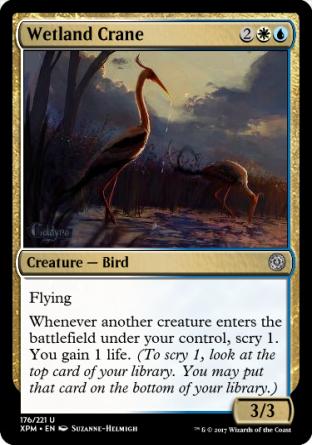 Wetland Crane 2
Creature — Bird
Flying
Whenever another creature enters the
battlefield under your control, scry 1.
You gain 1 life. (To scry 1, look at the
top card of your library. You may put
that card on the bottom of your library.)
3/3
176/221 U
XPM • EN SUZANNE-HELMIGH
™ & © 2017 Wizards of the Coast